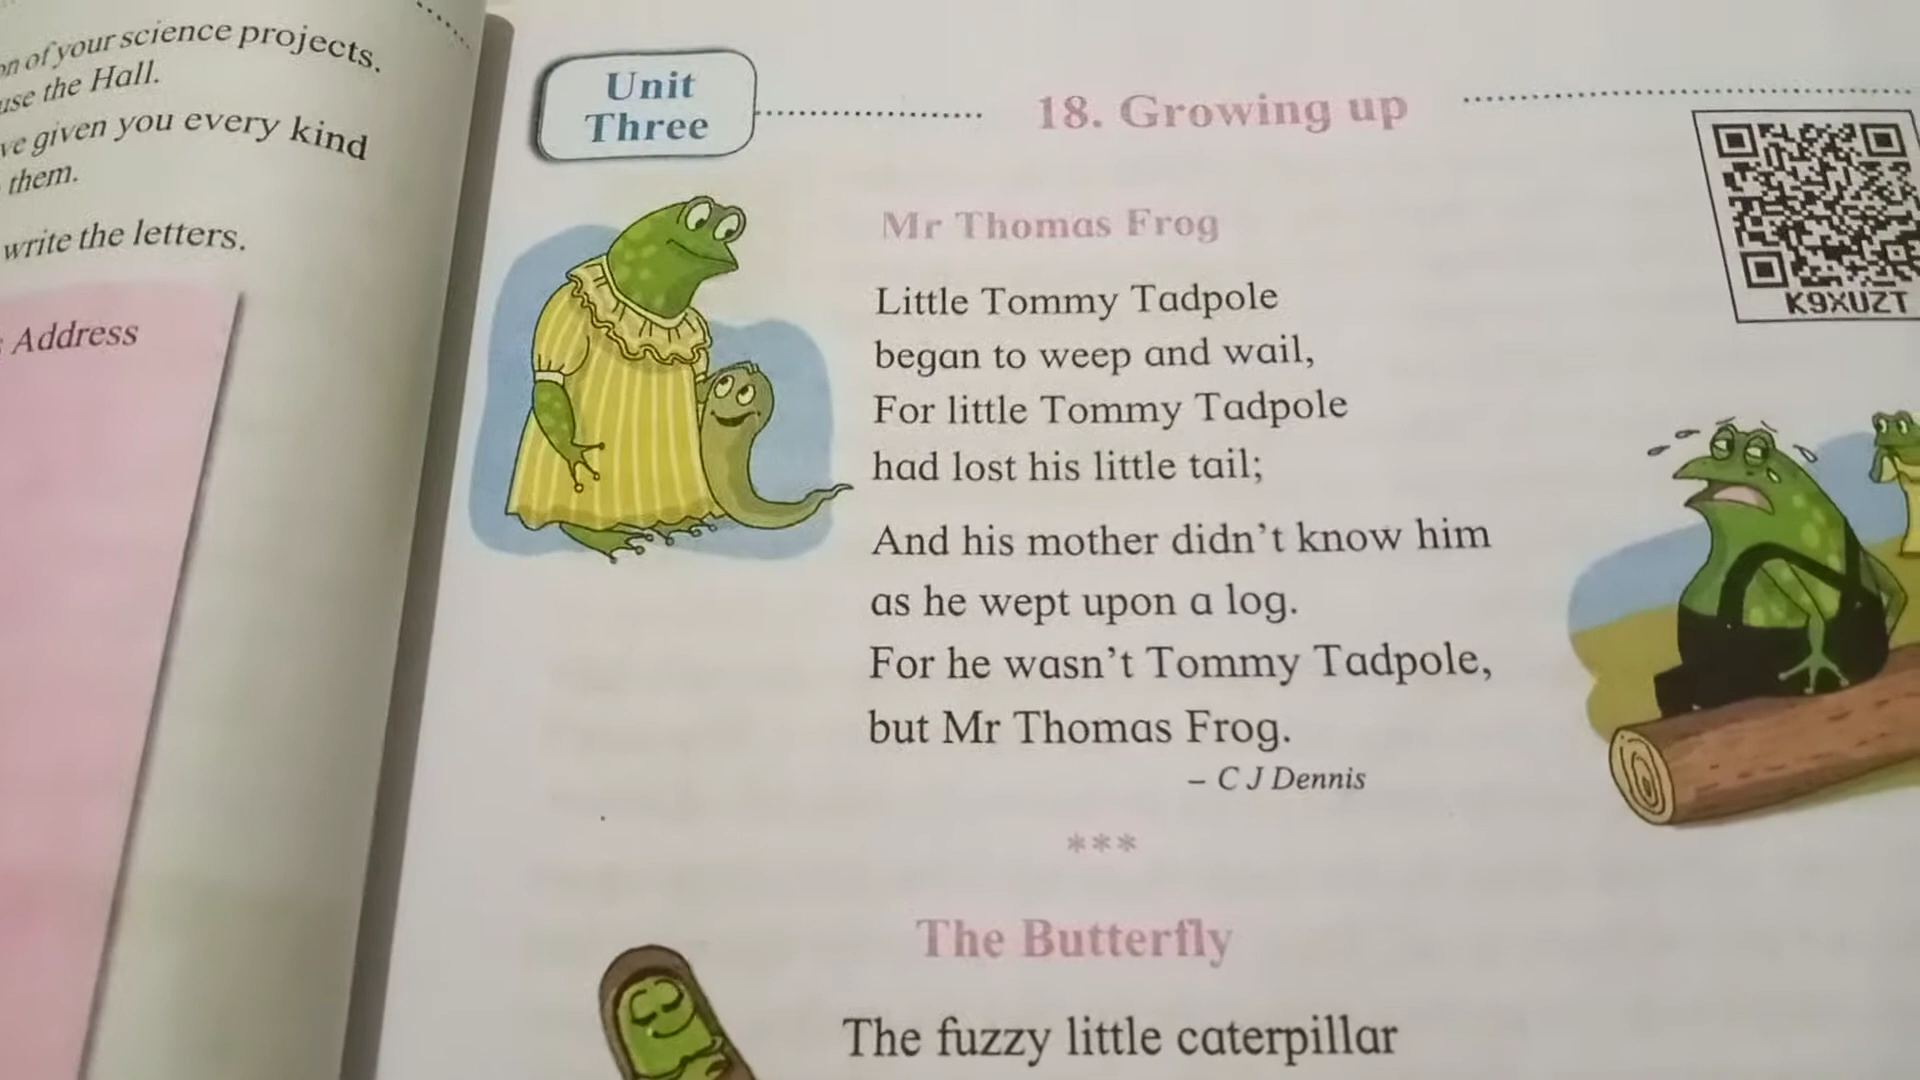 of your science projects.
use the Hall.
given you every kind
them.
write the letters.
Address
Unit
Three
18. Growing up
K9XUZT
Mr Thomas Frog
Little Tommy Tadpole
began to weep and wail,
For little Tommy Tadpole
had lost his little tail;
And his mother didn't know him
as he wept upon a log.
For he wasn't Tommy Tadpole,
but Mr Thomas Frog.
– C J Dennis
***
The Butterfly
The fuzzy little caterpillar